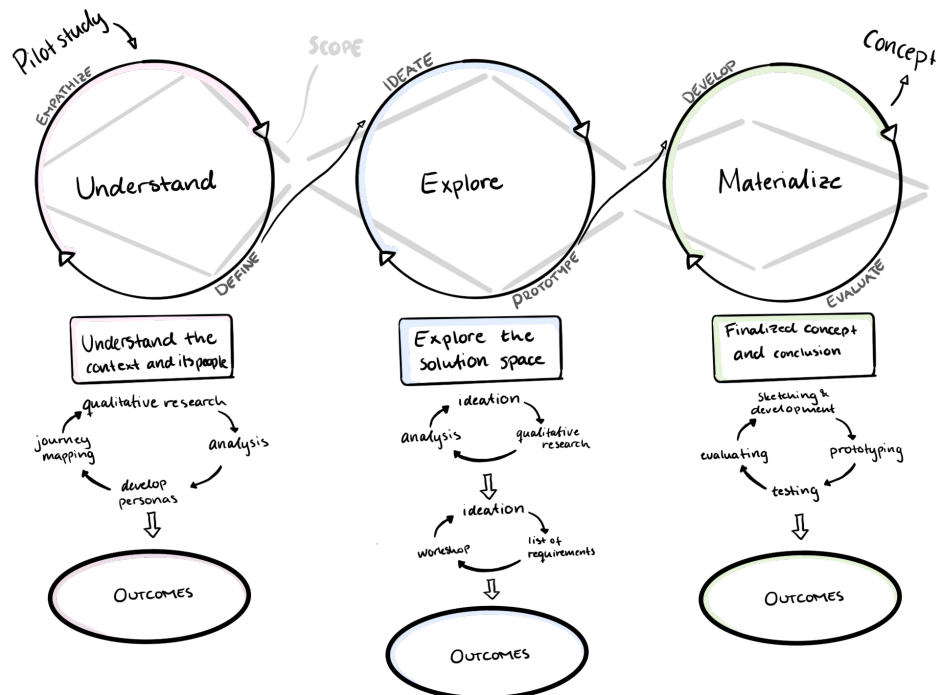 Pilot study
SCOPE
Concept
EMPATHIZE
IDEATE
DEVELOP
Understand
Explore
Materialize
DEFINE
PROTOTYPE
EVALUATE
Understand the
context and its people
Explore the
solution space
Finalized concept
and conclusion
qualitative research
analysis
develop
personas
journey
mapping
OUTCOMES
ideation
qualitative
research
analysis
ideation
list of
requirements
workshop
OUTCOMES
Sketching &
development
prototyping
testing
evaluating
OUTCOMES